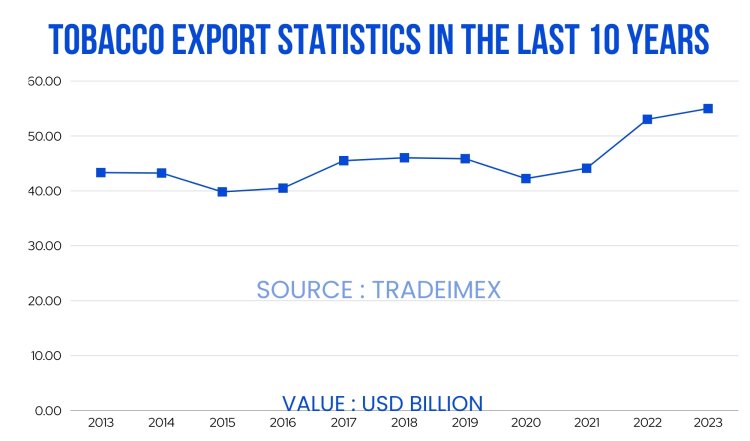 TOBACCO EXPORT STATISTICS IN THE LAST 10 YEARS
60.00
50.00
40.00
30.00
SOURCE : TRADEIMEX
20.00
10.00
VALUE : USD BILLION
0.00
2013 2014 2015 2016 2017 2018 2019 2020 2021 2022 2023